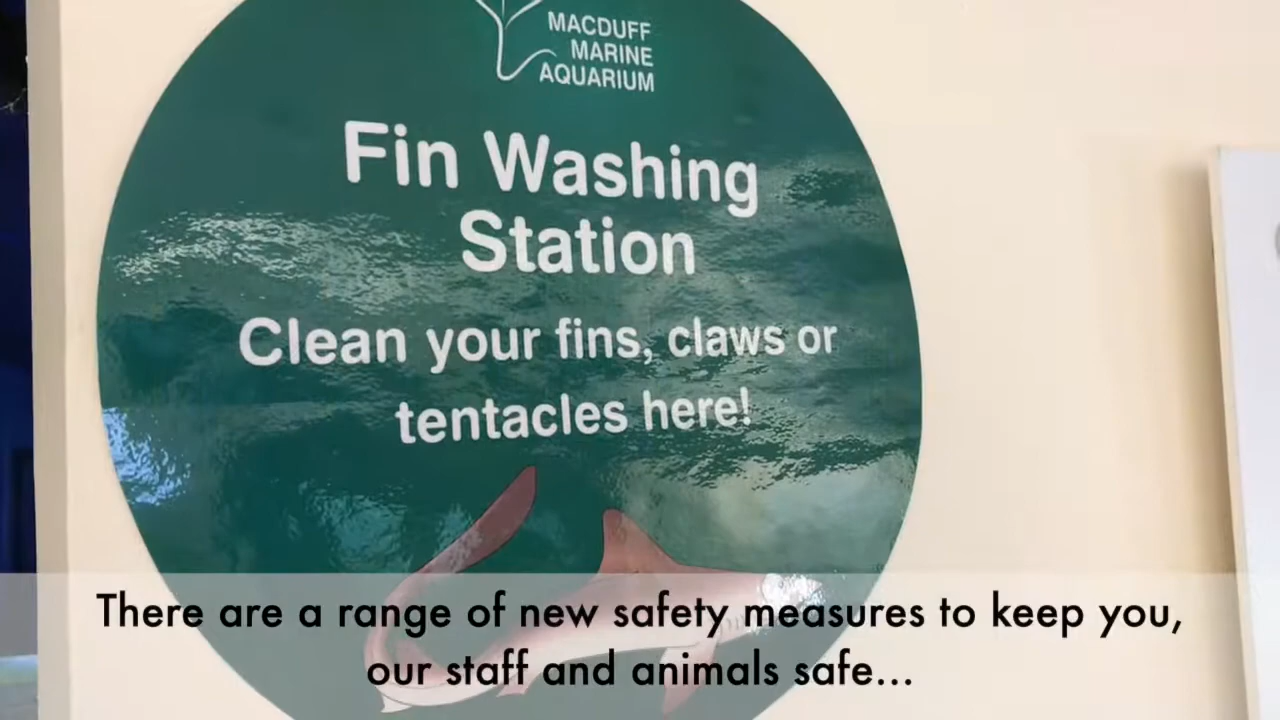 MACDUFF
MARINE
AQUARIUM
Fin Washing
Station
Clean your fins, claws or
tentacles here!
There are a range of new safety measures to keep you,
our staff and animals safe...